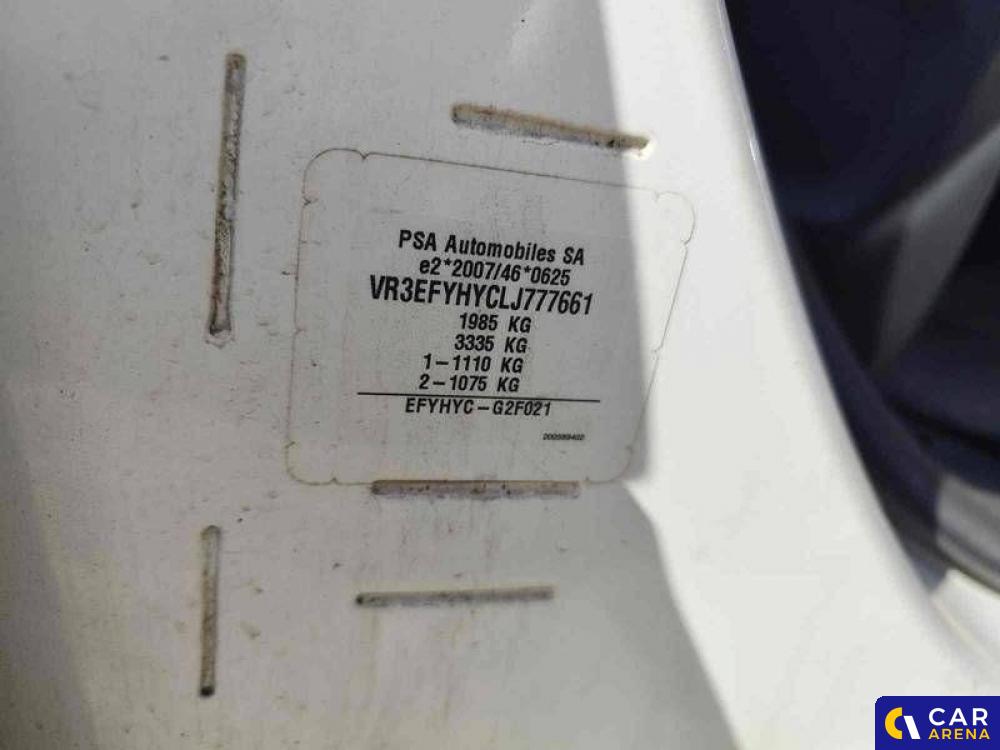 PSA Automobiles SA
e2*2007/46*0625
VR3EFYHYCLJ777661
1985 KG
3335 KG
1-1110 KG
2-1075 KG
EFYHYC-G2F021
CAR
ARENA